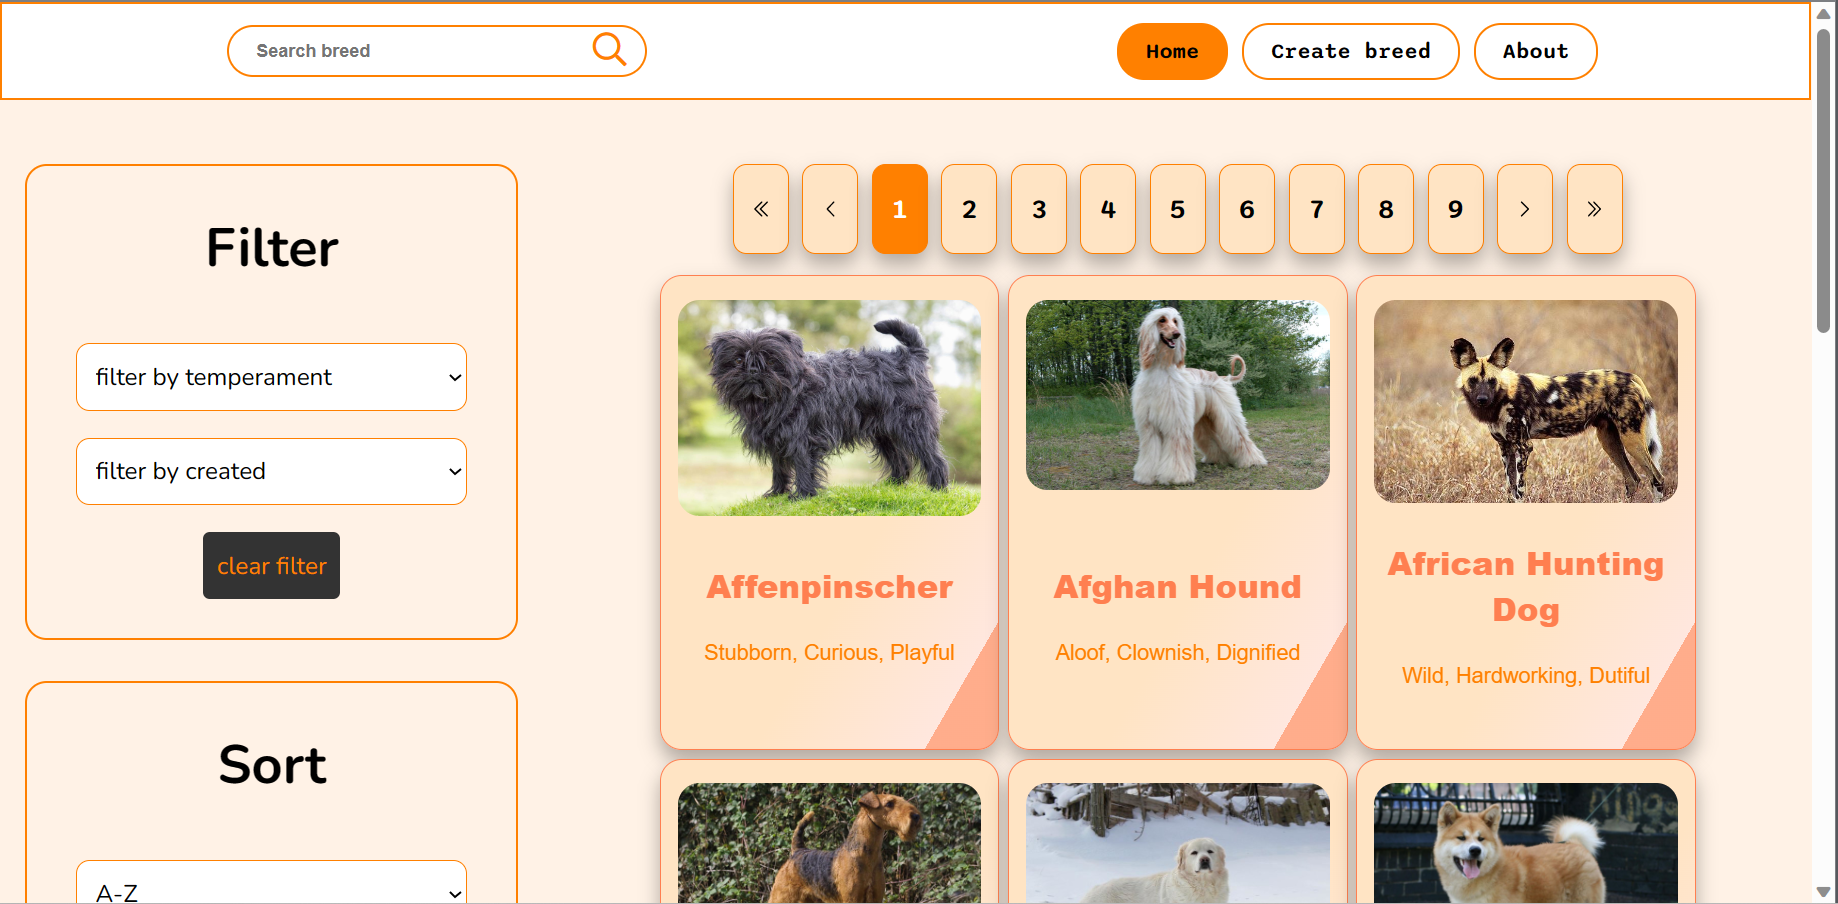 Search breed
Home
Create breed
About
Filter
filter by temperament
filter by created
clear filter
Sort
A-Z
« ‹ 1 2 3 4 5 6 7 8 9 › »
Affenpinscher
Stubborn, Curious, Playful
Afghan Hound
Aloof, Clownish, Dignified
African Hunting
Dog
Wild, Hardworking, Dutiful